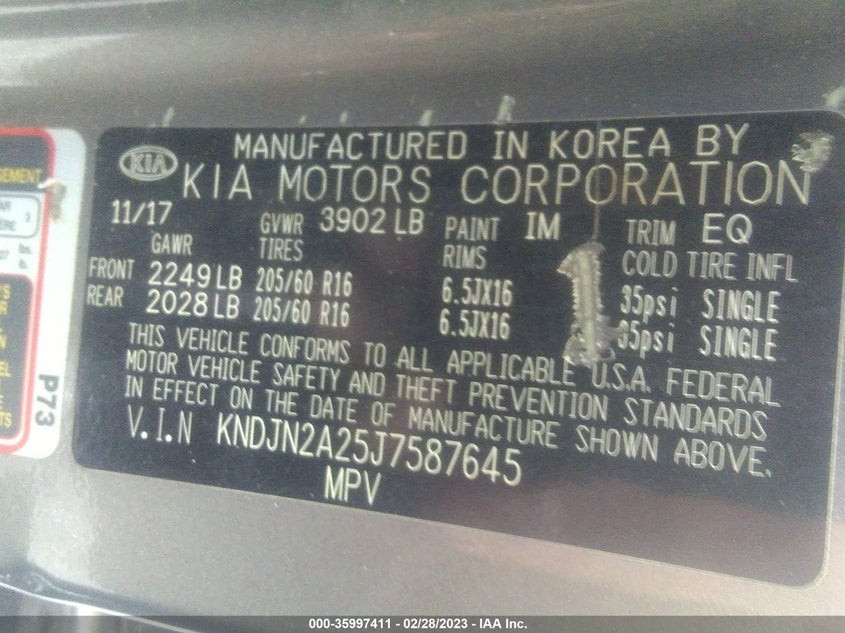 MANUFACTURED IN KOREA BY
KIA KIA MOTORS CORPORATION
11/17 GVWR 3902 LB PAINT IM TRIM EQ
GAWR TIRES RIMS COLD TIRE INFL
FRONT 2249 LB 205/60 R16 6.5JX16 35psi SINGLE
REAR 2028 LB 205/60 R16 6.5JX16 35psi SINGLE
THIS VEHICLE CONFORMS TO ALL APPLICABLE U.S.A. FEDERAL
MOTOR VEHICLE SAFETY AND THEFT PREVENTION STANDARDS
IN EFFECT ON THE DATE OF MANUFACTURE SHOWN ABOVE.
V.I.N KNDJN2A25J7587645
MPV
P73
000-35997411 - 02/28/2023 - IAA Inc.